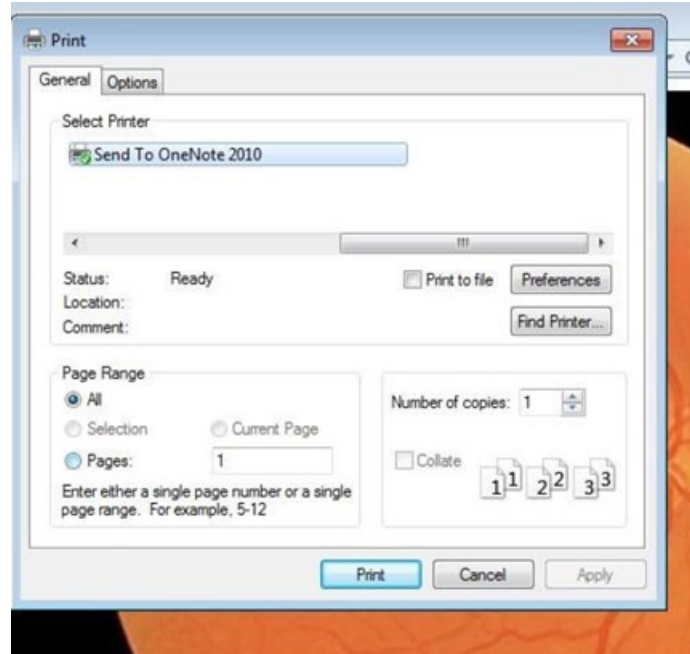 Print
General Options
Select Printer
Send To OneNote 2010
Status: Ready Print to file Preferences
Location:
Comment: Find Printer...
Page Range
All Number of copies: 1
Selection Current Page
Pages: 1 Collate 1 1 2 2 3 3
Enter either a single page number or a single
page range. For example, 5-12
Print Cancel Apply